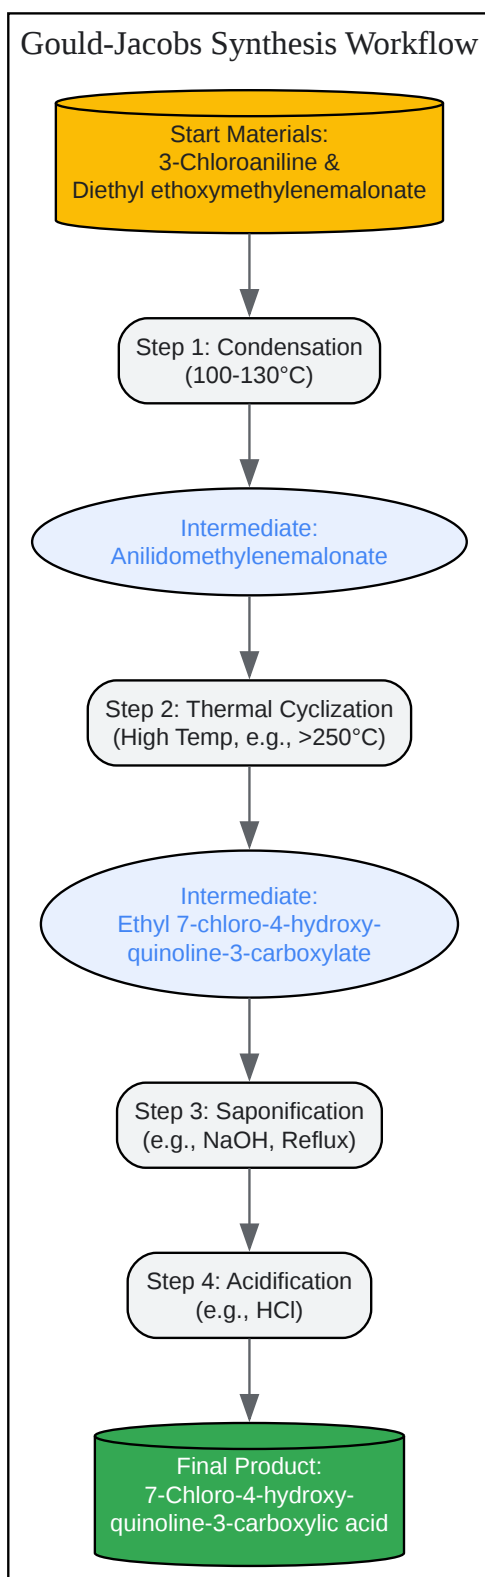 Gould-Jacobs Synthesis Workflow
Start Materials:
3-Chloroaniline &
Diethyl ethoxymethylenemalonate
Step 1: Condensation
(100-130°C)
Intermediate:
Anilidomethylenemalonate
Step 2: Thermal Cyclization
(High Temp, e.g., >250°C)
Intermediate:
Ethyl 7-chloro-4-hydroxy-
quinoline-3-carboxylate
Step 3: Saponification
(e.g., NaOH, Reflux)
Step 4: Acidification
(e.g., HCl)
Final Product:
7-Chloro-4-hydroxy-
quinoline-3-carboxylic acid